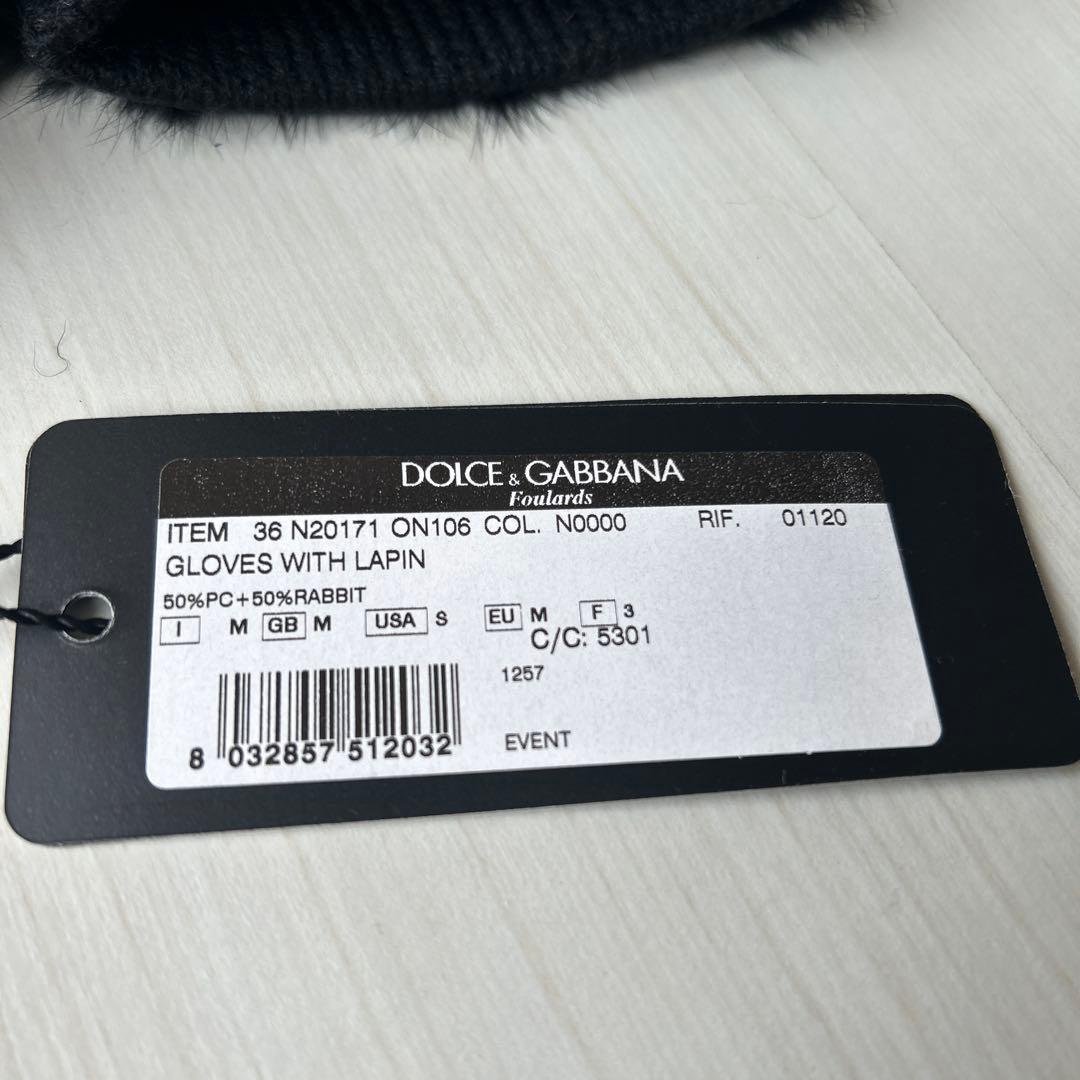 DOLCE & GABBANA
Foulards
ITEM 36 N20171 ON106 COL. N0000 RIF. 01120
GLOVES WITH LAPIN
50%PC+50%RABBIT
I M GB M USA S EU M F 3
C/C: 5301
1257
8 032857 512032 EVENT